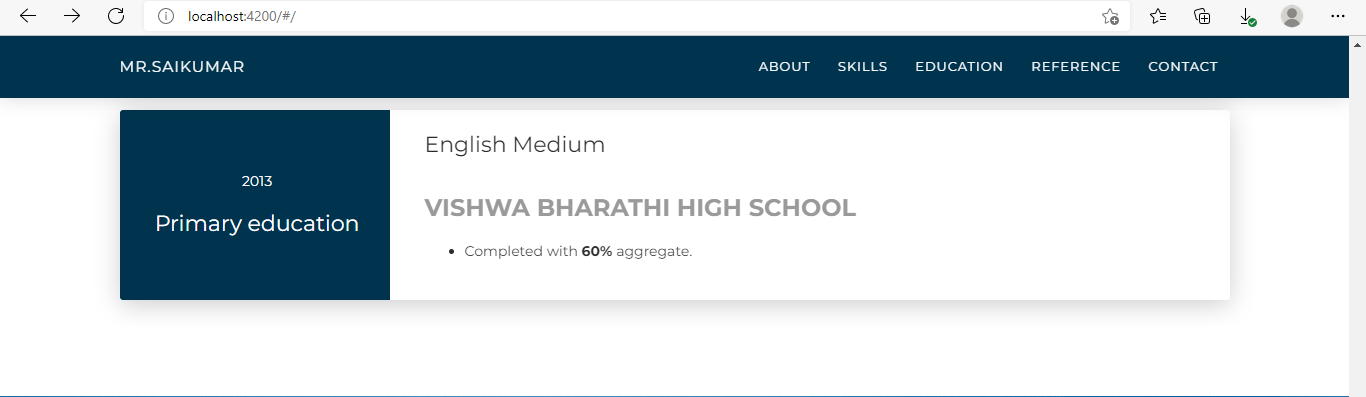 localhost:4200/#/
MR.SAIKUMAR
ABOUT SKILLS EDUCATION REFERENCE CONTACT
2013
Primary education
English Medium
VISHWA BHARATHI HIGH SCHOOL
• Completed with 60% aggregate.